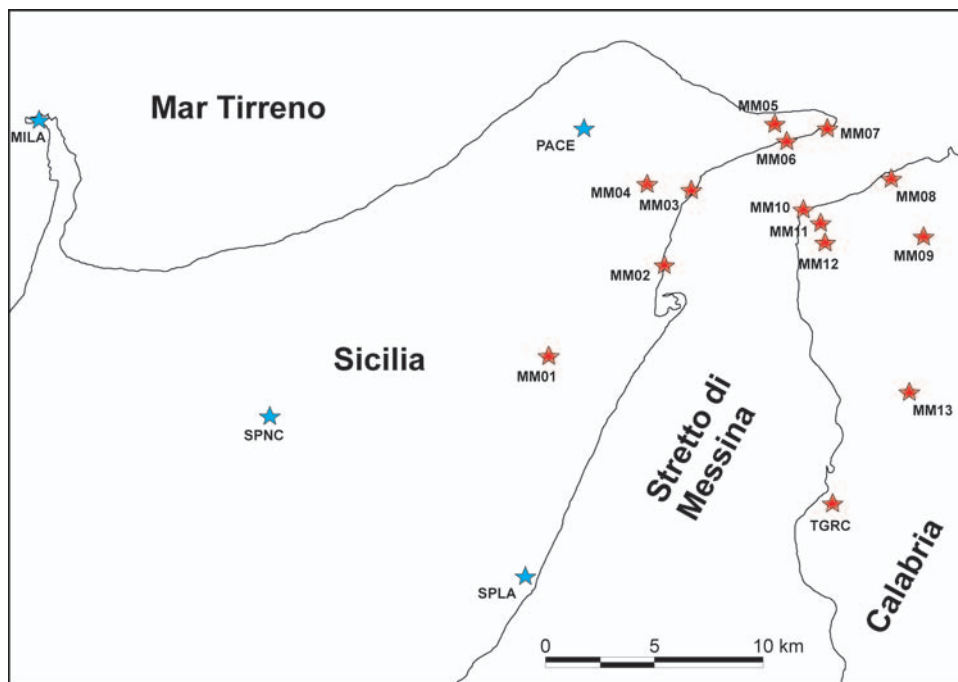 Mar Tirreno
MM05
MILA
PACE
MM07
MM06
MM04
MM03
MM08
MM10
MM11
MM12
MM09
MM02
Sicilia
MM01
Stretto di
Messina
MM13
SPNC
TGRC
Calabria
SPLA
0 5 10 km